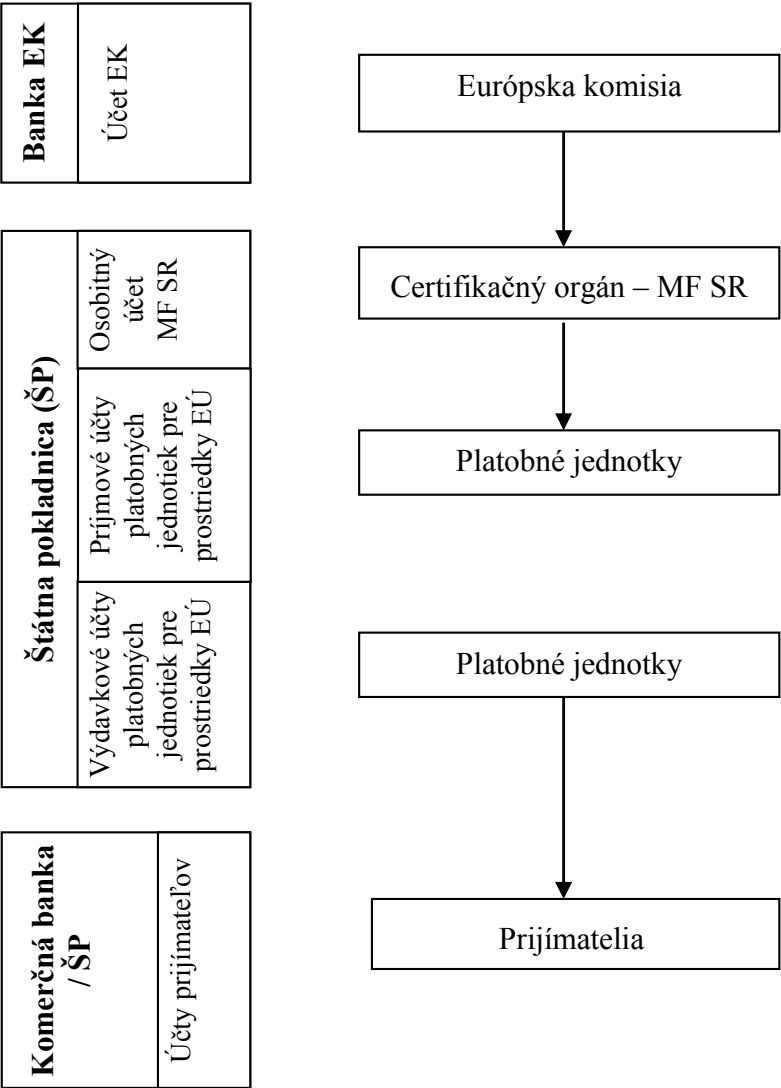 Banka EK
Účet EK
Európska komisia
Štátna pokladnica (ŠP)
Osobitný
účet
MF SR
Certifikačný orgán – MF SR
Príjmové účty
platobných
jednotiek pre
prostriedky EÚ
Platobné jednotky
Výdavkové účty
platobných
jednotiek pre
prostriedky EÚ
Platobné jednotky
Komerčná banka
/ ŠP
Účty prijímateľov
Prijímatelia